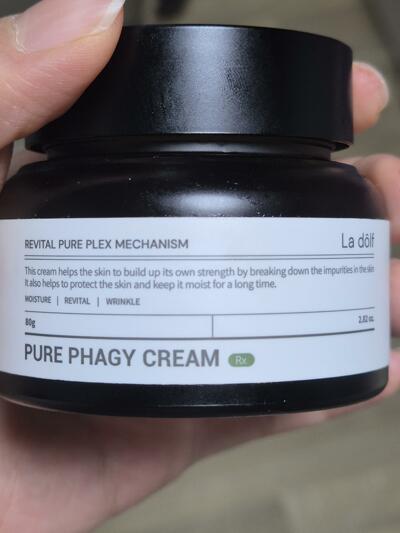 REVITAL PURE PLEX MECHANISM
La dôlf
This cream helps the skin to build up its own strength by breaking down the impurities in the skin
It also helps to protect the skin and keep it moist for a long time.
MOISTURE | REVITAL | WRINKLE
80g
2.82 oz.
PURE PHAGY CREAM Rx